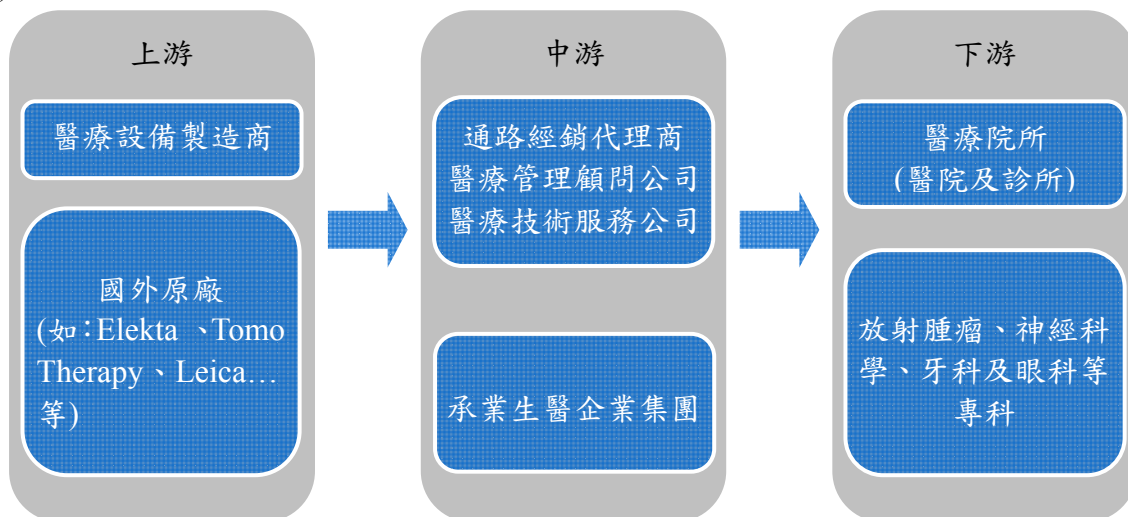 上游
醫療設備製造商
國外原廠
(如：Elekta 、Tomo
Therapy、Leica…
等)
中游
通路經銷代理商
醫療管理顧問公司
醫療技術服務公司
承業生醫企業集團
下游
醫療院所
(醫院及診所)
放射腫瘤、神經科
學、牙科及眼科等
專科